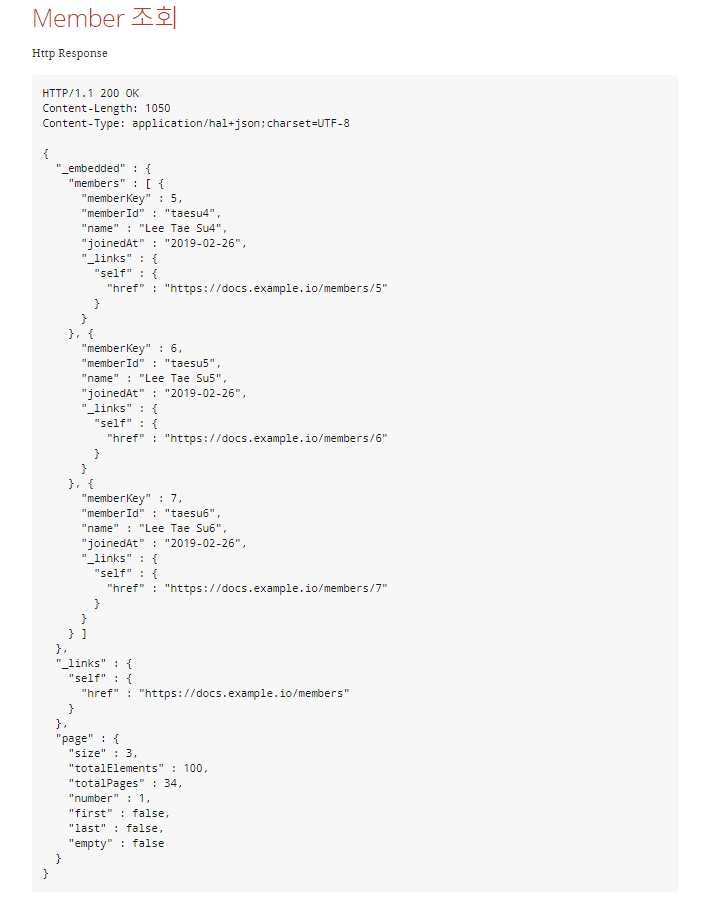 Member 조회
Http Response
HTTP/1.1 200 OK
Content-Length: 1050
Content-Type: application/hal+json;charset=UTF-8
{
  "_embedded" : {
    "members" : [ {
      "memberKey" : 5,
      "memberId" : "taesu4",
      "name" : "Lee Tae Su4",
      "joinedAt" : "2019-02-26",
      "_links" : {
        "self" : {
          "href" : "https://docs.example.io/members/5"
        }
      }
    }, {
      "memberKey" : 6,
      "memberId" : "taesu5",
      "name" : "Lee Tae Su5",
      "joinedAt" : "2019-02-26",
      "_links" : {
        "self" : {
          "href" : "https://docs.example.io/members/6"
        }
      }
    }, {
      "memberKey" : 7,
      "memberId" : "taesu6",
      "name" : "Lee Tae Su6",
      "joinedAt" : "2019-02-26",
      "_links" : {
        "self" : {
          "href" : "https://docs.example.io/members/7"
        }
      }
    } ]
  },
  "_links" : {
    "self" : {
      "href" : "https://docs.example.io/members"
    }
  },
  "page" : {
    "size" : 3,
    "totalElements" : 100,
    "totalPages" : 34,
    "number" : 1,
    "first" : false,
    "last" : false,
    "empty" : false
  }
}